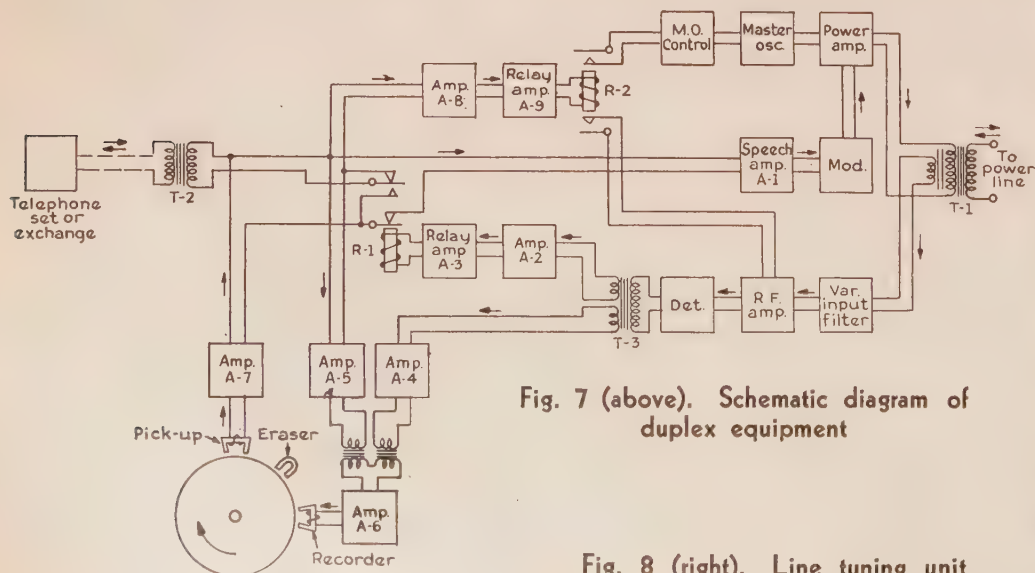 M.O.
Control
Master
osc.
Power
amp.
Amp.
A-8
Relay
amp.
A-9
R-2
Telephone
set or
exchange
T-2
Speech
amp.
A-1
Mod.
To
power
line
T-1
R-1
Relay
amp
A-3
Amp.
A-2
T-3
Det.
R.F.
amp.
Var.
input
filter
Amp.
A-7
Amp.
A-5
Amp.
A-4
Pick-up
Eraser
Amp.
A-6
Recorder
Fig. 7 (above). Schematic diagram of
duplex equipment
Fig. 8 (right). Line tuning unit